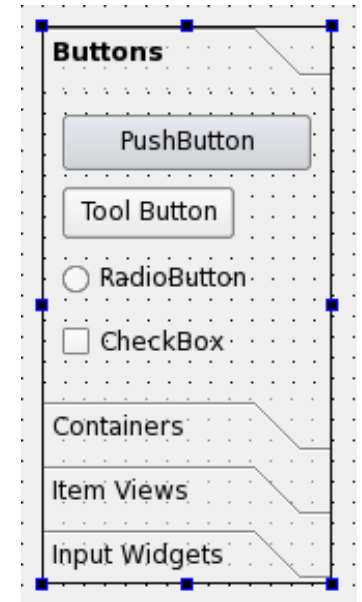 Buttons
PushButton
Tool Button
RadioButton
CheckBox
Containers
Item Views
Input Widgets